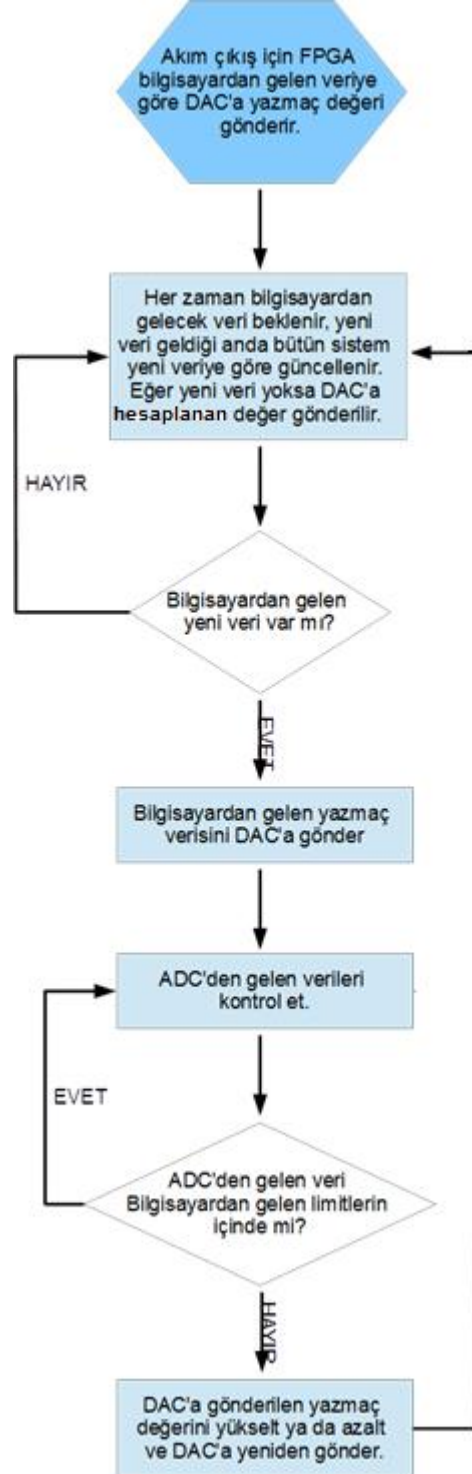 Akım çıkış için FPGA
bilgisayardan gelen veriye
göre DAC'a yazmaç değeri
gönderir.
Her zaman bilgisayardan
gelecek veri beklenir, yeni
veri geldiği anda bütün sistem
yeni veriye göre güncellenir.
Eğer yeni veri yoksa DAC'a
hesaplanan değer gönderilir.
HAYIR
Bilgisayardan gelen
yeni veri var mı?
EVET
Bilgisayardan gelen yazmaç
verisini DAC'a gönder
ADC'den gelen verileri
kontrol et.
EVET
ADC'den gelen veri
Bilgisayardan gelen limitlerin
içinde mi?
HAYIR
DAC'a gönderilen yazmaç
değerini yükselt ya da azalt
ve DAC'a yeniden gönder.